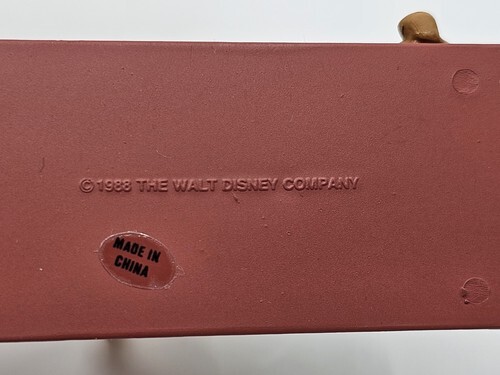 ©1988 THE WALT DISNEY COMPANY
MADE IN
CHINA